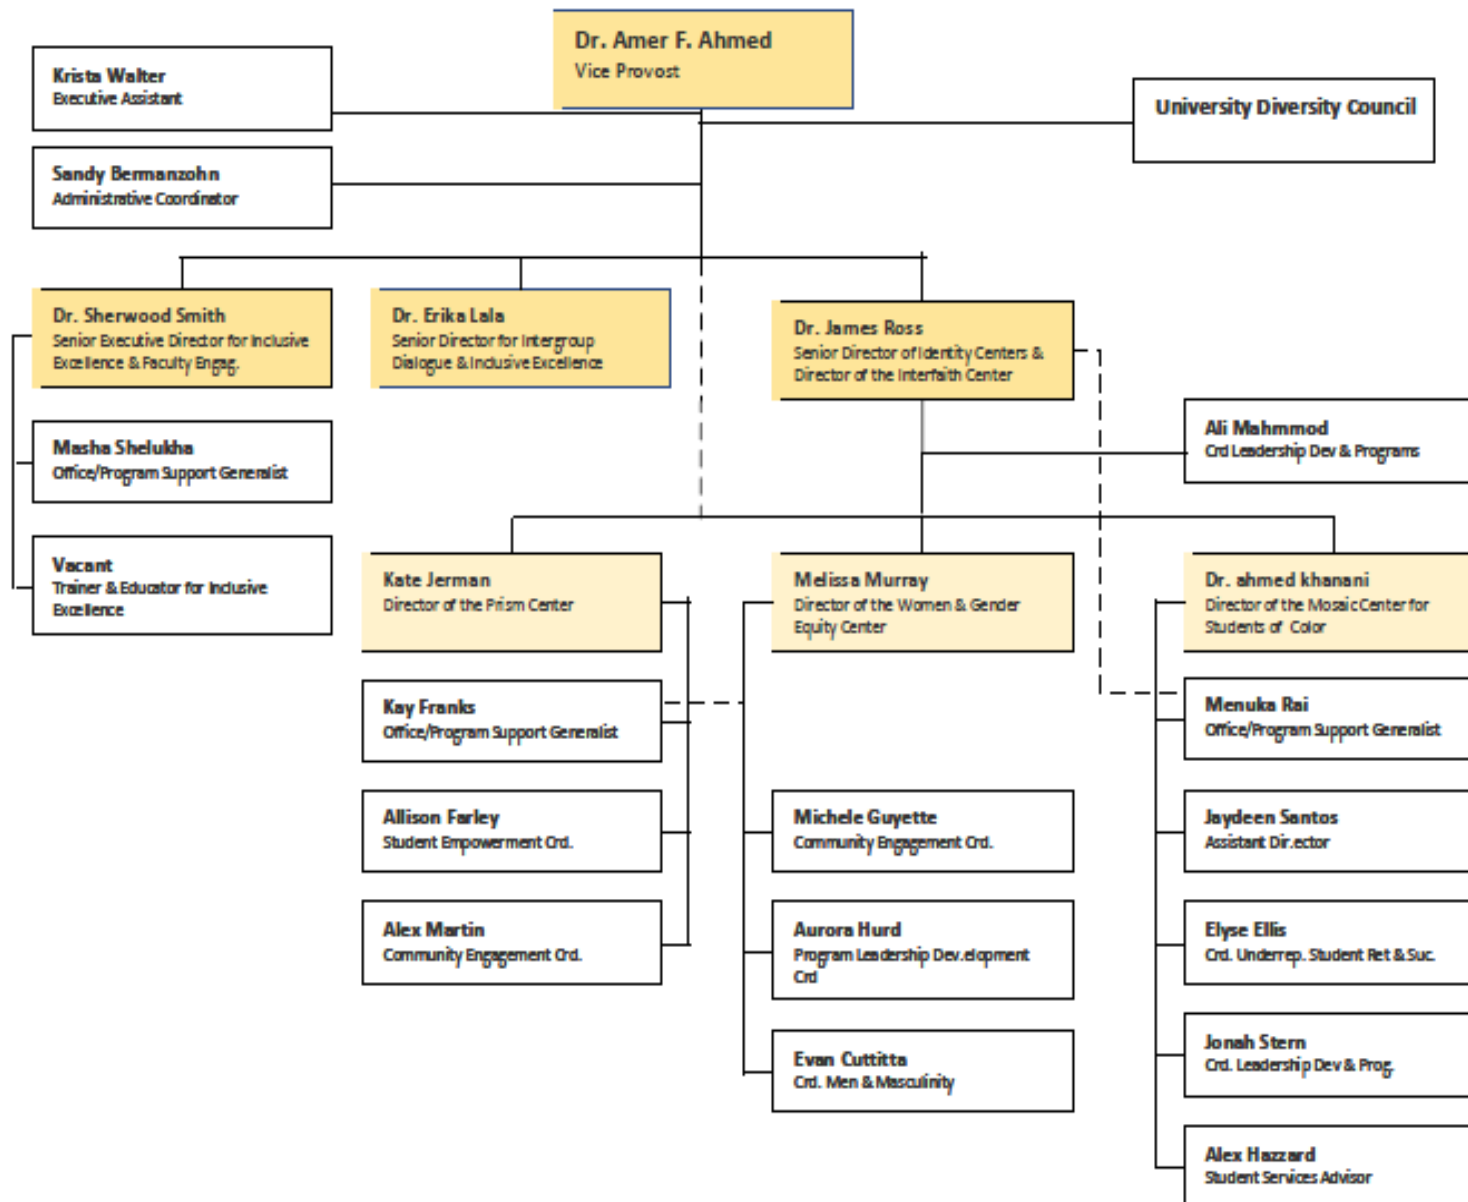 Dr. Amer F. Ahmed
Vice Provost
Krista Walter
Executive Assistant
University Diversity Council
Sandy Bermanzohn
Administrative Coordinator
Dr. Sherwood Smith
Senior Executive Director for Inclusive
Excellence & Faculty Engag.
Dr. Erika Lala
Senior Director for Intergroup
Dialogue & Inclusive Excellence
Dr. James Ross
Senior Director of Identity Centers &
Director of the Interfaith Center
Ali Mahmmod
Crd Leadership Dev & Programs
Masha Shelukha
Office/Program Support Generalist
Vacant
Trainer & Educator for Inclusive
Excellence
Kate Jerman
Director of the Prism Center
Melissa Murray
Director of the Women & Gender
Equity Center
Dr. ahmed khanani
Director of the Mosaic Center for
Students of Color
Kay Franks
Office/Program Support Generalist
Menuka Rai
Office/Program Support Generalist
Allison Farley
Student Empowerment Crd.
Michele Guyette
Community Engagement Crd.
Jaydeen Santos
Assistant Dir.ector
Alex Martin
Community Engagement Crd.
Aurora Hurd
Program Leadership Dev.elopment
Crd
Elyse Ellis
Crd. Underrep. Student Ret & Suc.
Evan Cuttitta
Crd. Men & Masculinity
Jonah Stern
Crd. Leadership Dev & Prog.
Alex Hazzard
Student Services Advisor